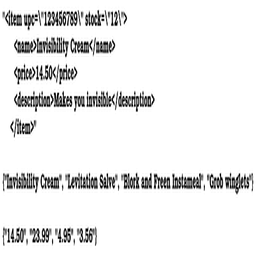 "<item upc=\"123456789\" stock=\"12\">
<name>Invisibility Cream</name>
<price>14.50</price>
<description>Makes you invisible</description>
</item>"
{"Invisibility Cream", "Levitation Salve", "Blork and Freen Instameal", "Grob winglets"}
{"14.50", "23.99", "4.95", "3.56"}